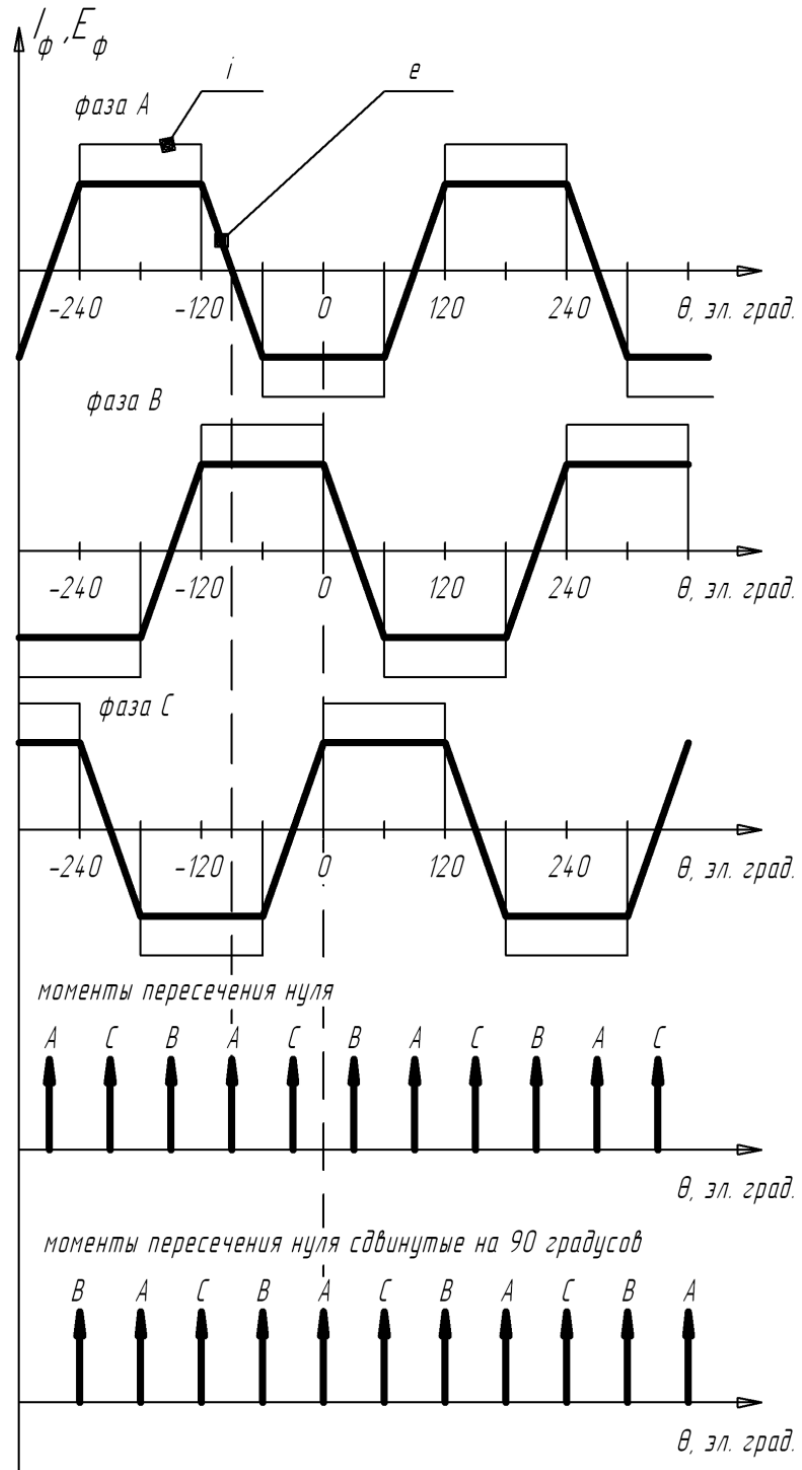 I_ф ,E_ф
i e
фаза А
-240 -120 0 120 240 θ, эл. град.
фаза В
-240 -120 0 120 240 θ, эл. град.
фаза С
-240 -120 0 120 240 θ, эл. град.
моменты пересечения нуля
А С В А С В А С В А С
θ, эл. град.
моменты пересечения нуля сдвинутые на 90 градусов
В А С В А С В А С В А
θ, эл. град.